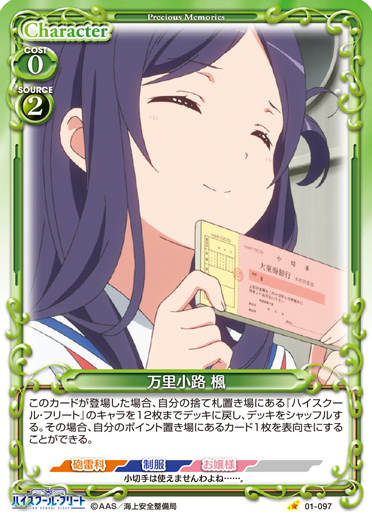 Precious Memories
Character
COST
0
SOURCE
2
小切手
大東海銀行
万里小路 楓
このカードが登場した場合、自分の捨て札置き場にある『ハイスクー
ル・フリート』のキャラを12枚までデッキに戻し、デッキをシャッフルす
る。その場合、自分のポイント置き場にあるカード1枚を表向きにする
ことができる。
砲雷科 制服 お嬢様
小切手は使えませんわよね……。
ハイスクール・フリート
©AAS／海上安全整備局
01-097